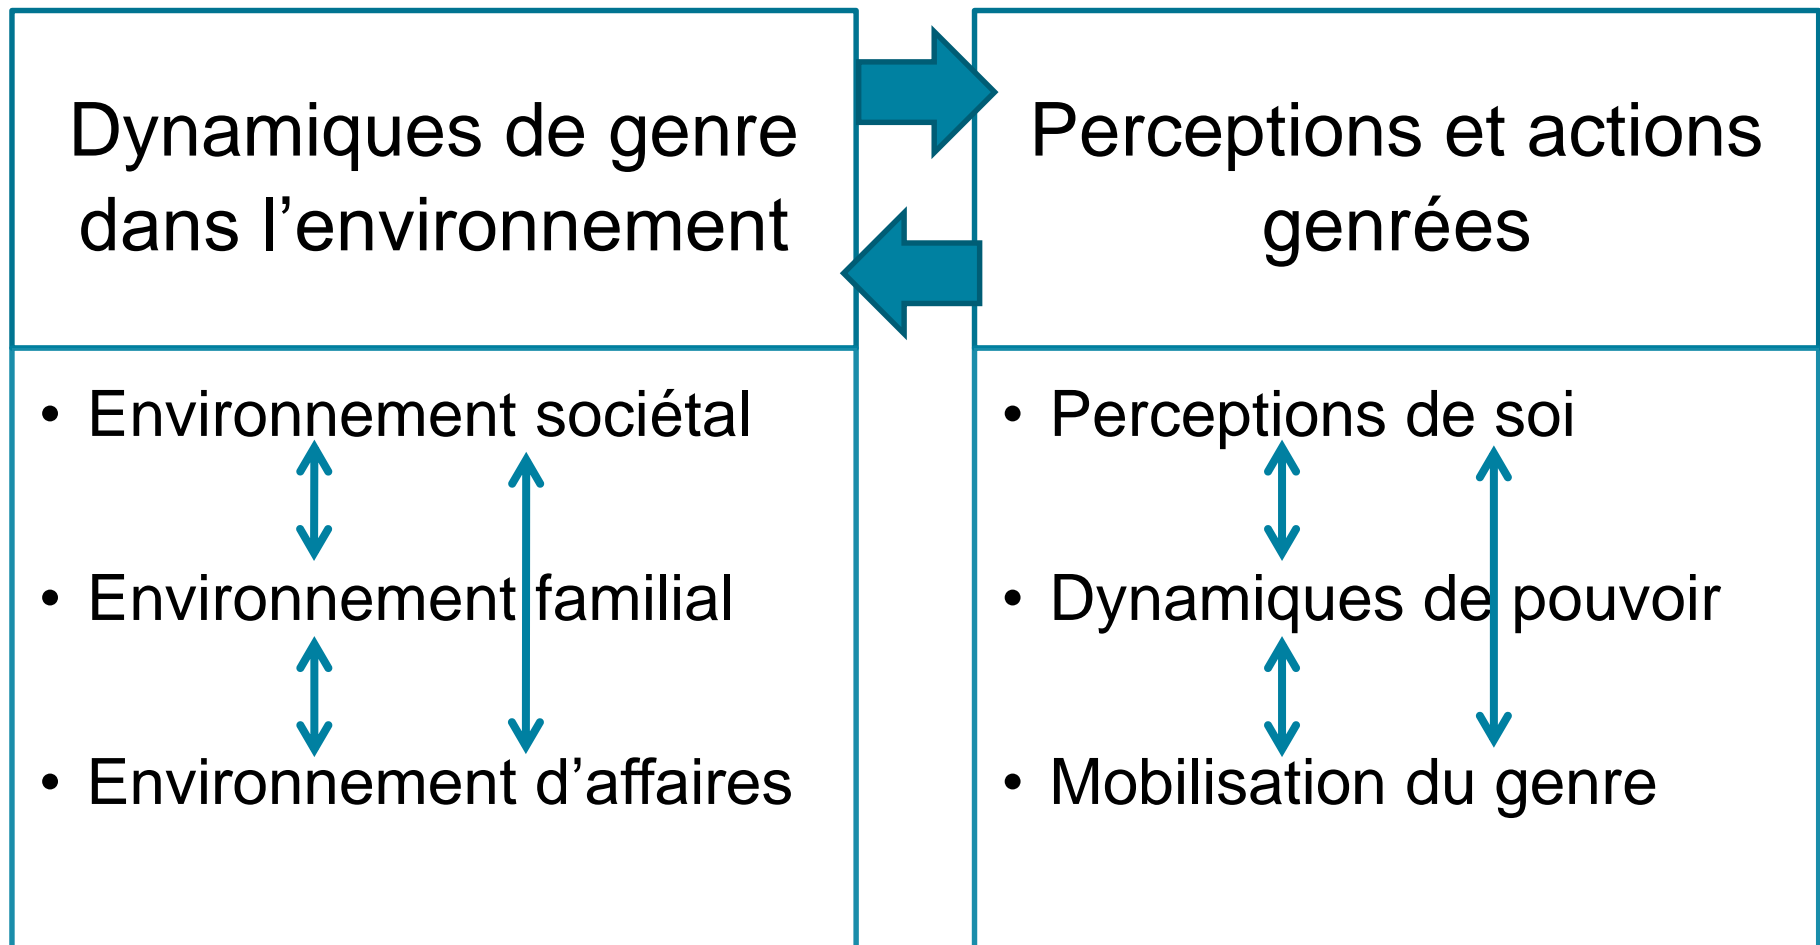 Dynamiques de genre
dans l’environnement
• Environnement sociétal
• Environnement familial
• Environnement d’affaires
Perceptions et actions
genrées
• Perceptions de soi
• Dynamiques de pouvoir
• Mobilisation du genre